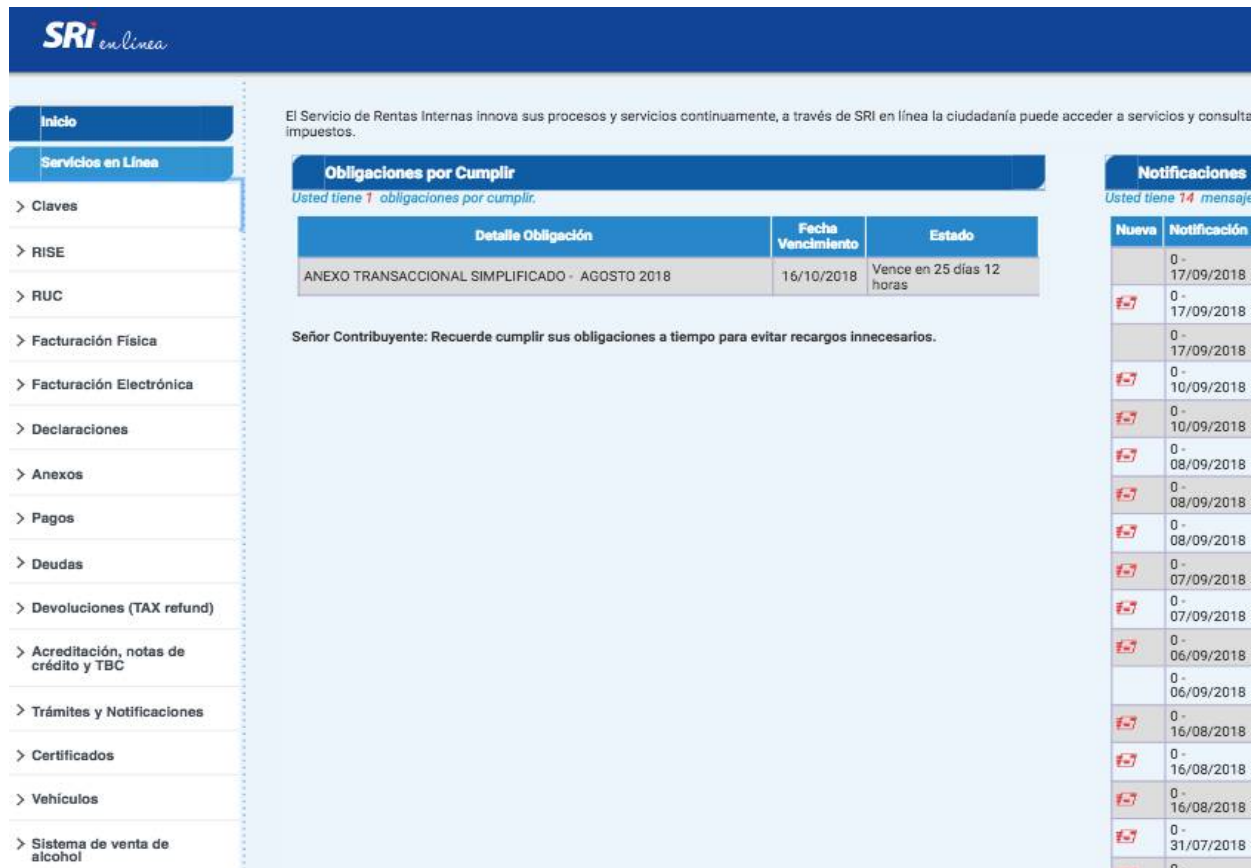 SRi en línea
Inicio
Servicios en Línea
> Claves
> RISE
> RUC
> Facturación Física
> Facturación Electrónica
> Declaraciones
> Anexos
> Pagos
> Deudas
> Devoluciones (TAX refund)
> Acreditación, notas de
crédito y TBC
> Trámites y Notificaciones
> Certificados
> Vehículos
> Sistema de venta de
alcohol
El Servicio de Rentas Internas innova sus procesos y servicios continuamente, a través de SRI en línea la ciudadanía puede acceder a servicios y consulta
impuestos.
Obligaciones por Cumplir
Usted tiene 1 obligaciones por cumplir.
Detalle Obligación
Fecha
Vencimiento
Estado
ANEXO TRANSACCIONAL SIMPLIFICADO - AGOSTO 2018
16/10/2018
Vence en 25 días 12
horas
Señor Contribuyente: Recuerde cumplir sus obligaciones a tiempo para evitar recargos innecesarios.
Notificaciones
Usted tiene 14 mensaje
Nueva Notificación
0 -
17/09/2018
0 -
17/09/2018
0 -
17/09/2018
0 -
10/09/2018
0 -
10/09/2018
0 -
08/09/2018
0 -
08/09/2018
0 -
08/09/2018
0 -
07/09/2018
0 -
07/09/2018
0 -
06/09/2018
0 -
06/09/2018
0 -
16/08/2018
0 -
16/08/2018
0 -
16/08/2018
0 -
31/07/2018